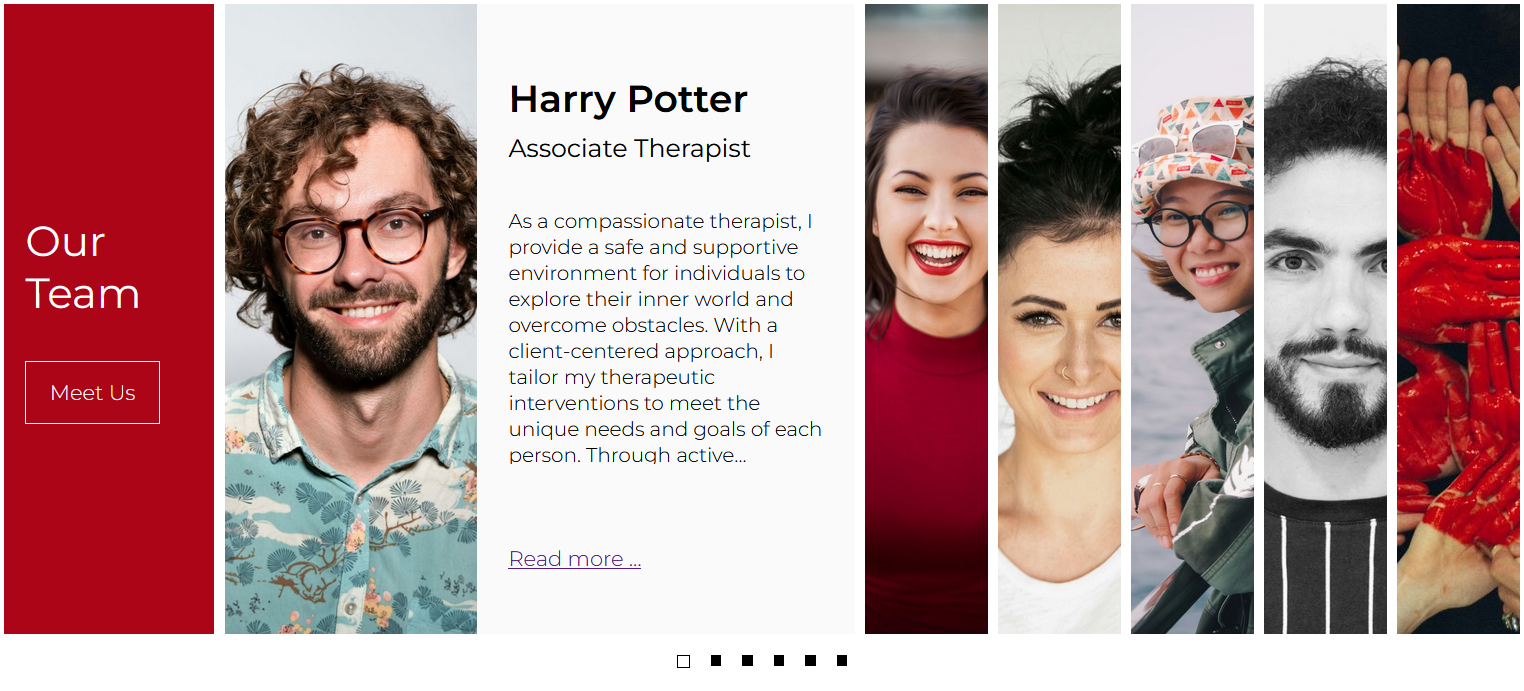 Our
Team
Meet Us
Harry Potter
Associate Therapist
As a compassionate therapist, I
provide a safe and supportive
environment for individuals to
explore their inner world and
overcome obstacles. With a
client-centered approach, I
tailor my therapeutic
interventions to meet the
unique needs and goals of each
person. Through active...
Read more ...